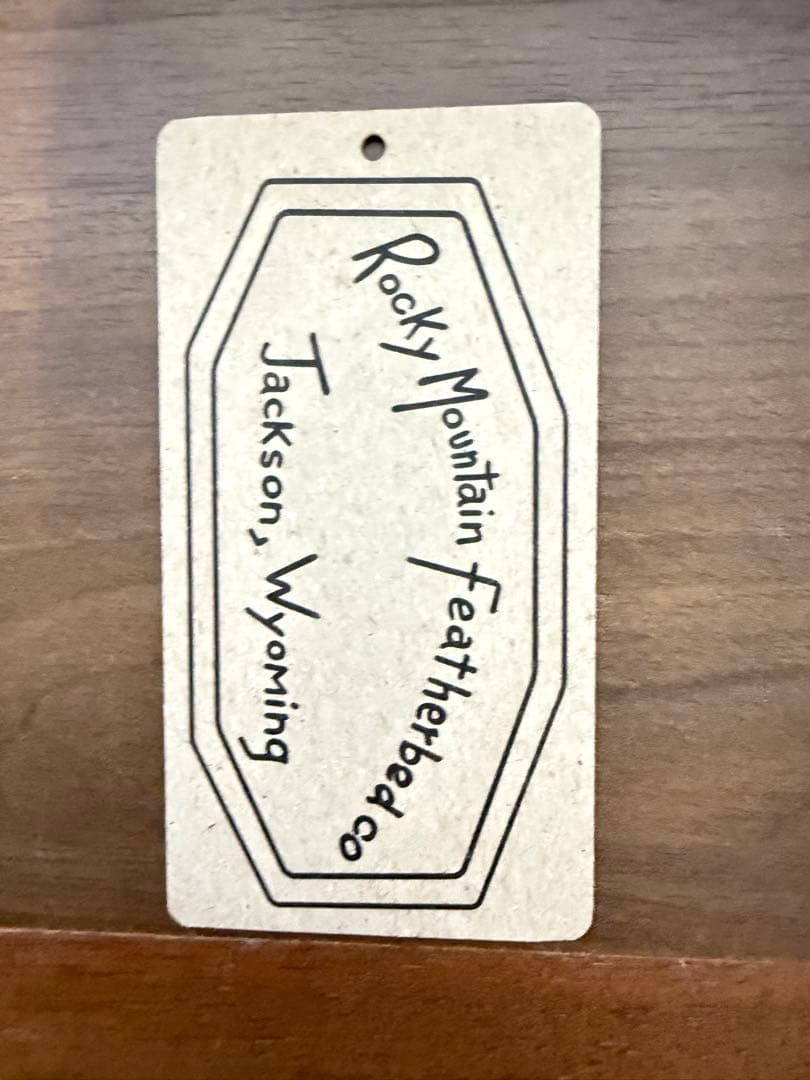 Rocky Mountain Featherbed co
Jackson, Wyoming